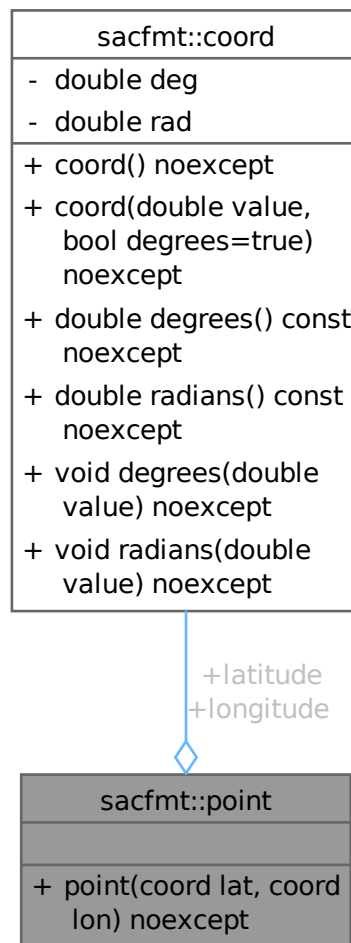 sacfmt::coord
- double deg
- double rad
+ coord() noexcept
+ coord(double value,
bool degrees=true)
noexcept
+ double degrees() const
noexcept
+ double radians() const
noexcept
+ void degrees(double
value) noexcept
+ void radians(double
value) noexcept
+latitude
+longitude
sacfmt::point
+ point(coord lat, coord
lon) noexcept